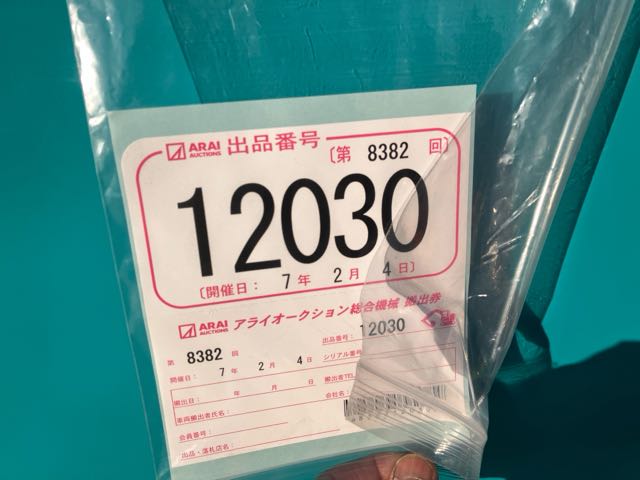 ARAI AUCTIONS 出品番号
〔第 8382 回〕
12030
〔開催日： 7 年 2 月 4 日〕
ARAI AUCTIONS アライオークション総合機械 搬出券
第 8382 回 出品番号： 12030
開催日： 7 年 2 月 4 日 シリアル番号
搬出日： 年 月 日 搬出者TEL
車両搬出者氏名： 会社名：
会員番号：
出品・落札店名：